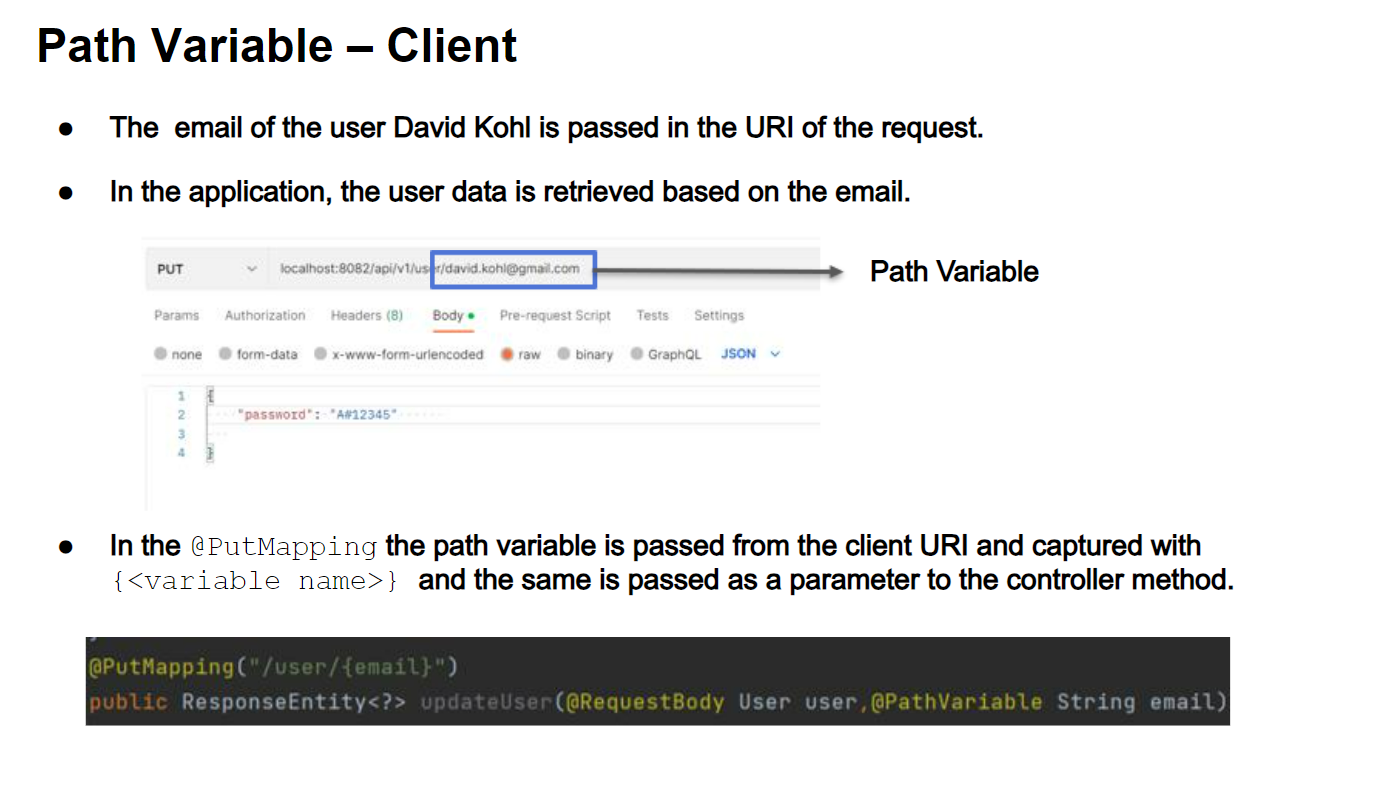 Path Variable – Client
● The  email of the user David Kohl is passed in the URI of the request.
● In the application, the user data is retrieved based on the email.
PUT localhost:8082/api/v1/user/david.kohl@gmail.com Path Variable
Params Authorization Headers (8) Body Pre-request Script Tests Settings
none form-data x-www-form-urlencoded raw binary GraphQL JSON
1 {
2 "password": "A#12345"
3
4 }
● In the @PutMapping the path variable is passed from the client URI and captured with
{<variable name>}  and the same is passed as a parameter to the controller method.
@PutMapping("/user/{email}")
public ResponseEntity<?> updateUser(@RequestBody User user,@PathVariable String email)